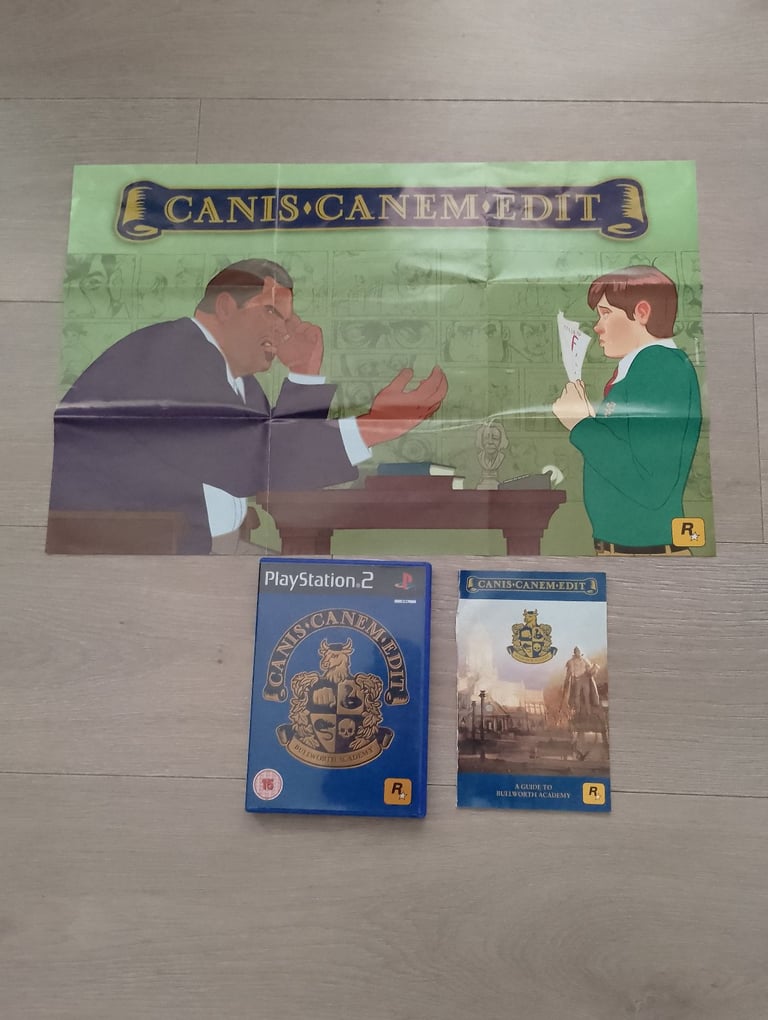 CANIS·CANEM·EDIT
F
R
PlayStation 2
CANIS·CANEM·EDIT
BULLWORTH ACADEMY
15
R
CANIS·CANEM·EDIT
A GUIDE TO
BULLWORTH ACADEMY
R